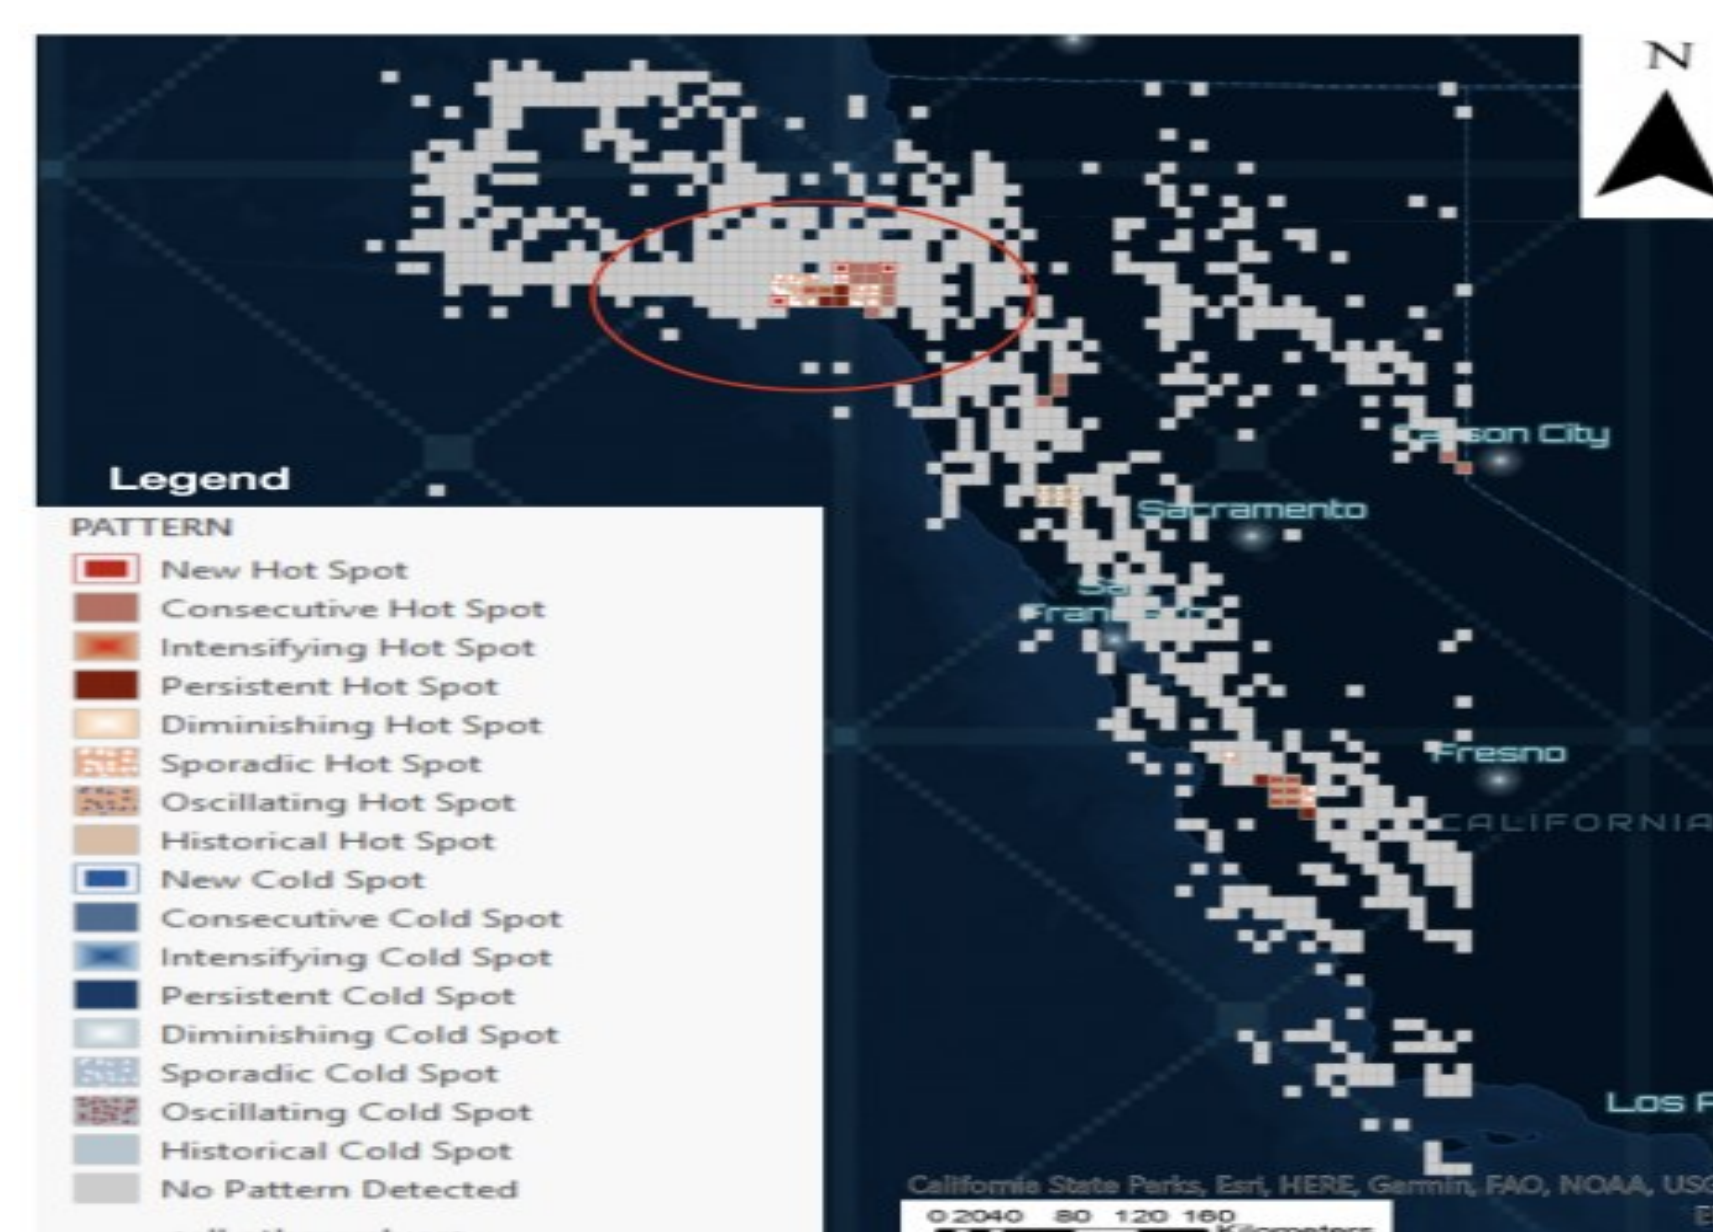 N
Carson City
Sacramento
San
Francisco
Fresno
CALIFORNIA
Los A
Legend
PATTERN
New Hot Spot
Consecutive Hot Spot
Intensifying Hot Spot
Persistent Hot Spot
Diminishing Hot Spot
Sporadic Hot Spot
Oscillating Hot Spot
Historical Hot Spot
New Cold Spot
Consecutive Cold Spot
Intensifying Cold Spot
Persistent Cold Spot
Diminishing Cold Spot
Sporadic Cold Spot
Oscillating Cold Spot
Historical Cold Spot
No Pattern Detected
California State Parks, Esri, HERE, Garmin, FAO, NOAA, USG
0 20 40 80 120 160
Kilometers